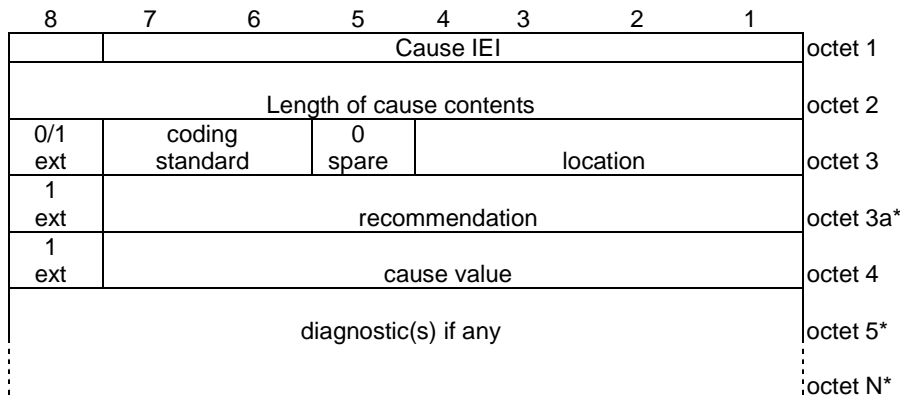 8 7 6 5 4 3 2 1
Cause IEI octet 1
Length of cause contents octet 2
0/1 coding 0
ext standard spare location octet 3
1
ext recommendation octet 3a*
1
ext cause value octet 4
diagnostic(s) if any octet 5*
octet N*